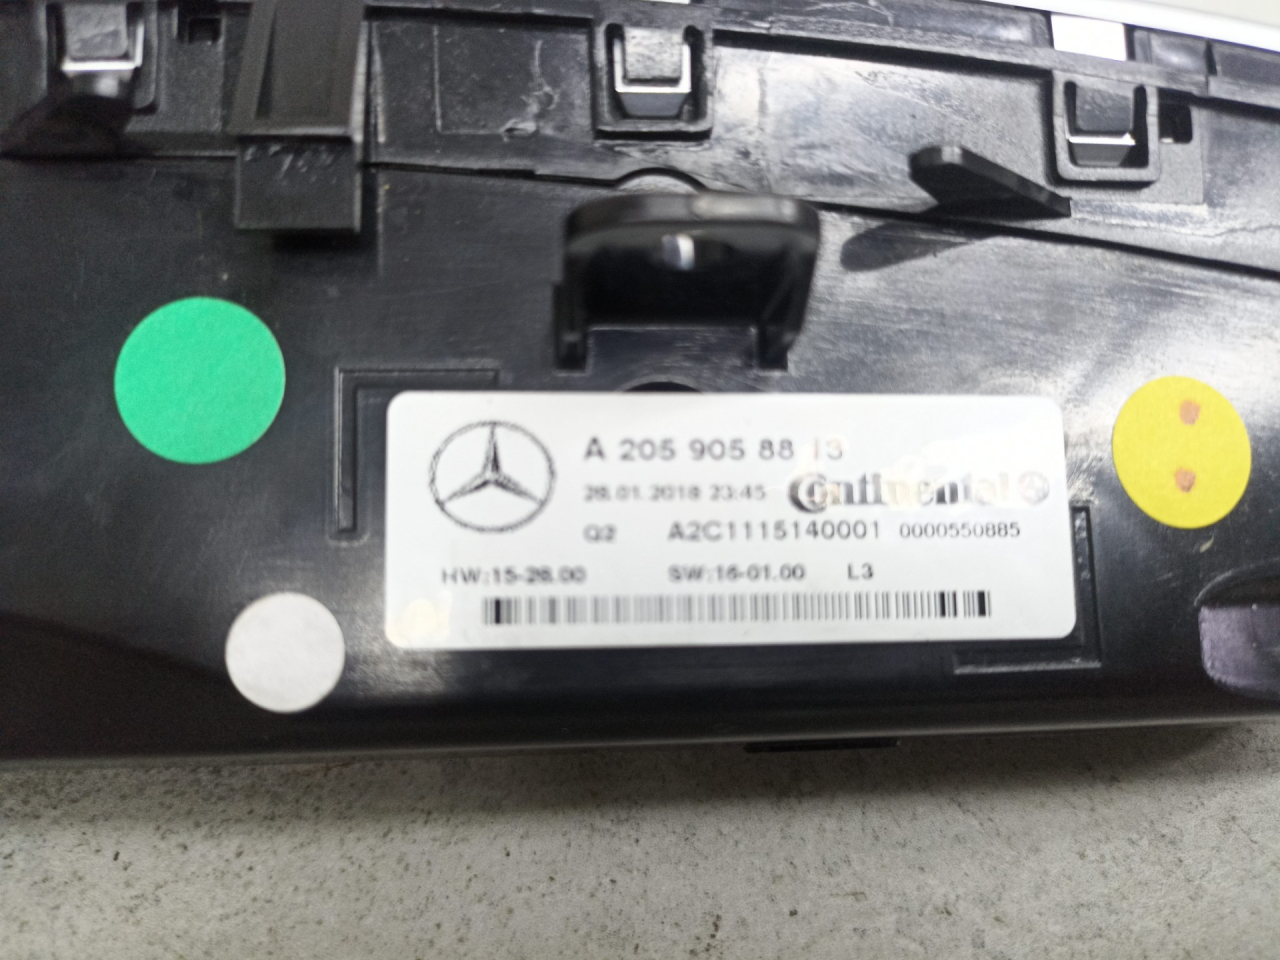 A 205 905 88 13
28.01.2018 23:45 Continental
Q2 A2C1115140001 0000550885
HW:15-26.00 SW:16-01.00 L3